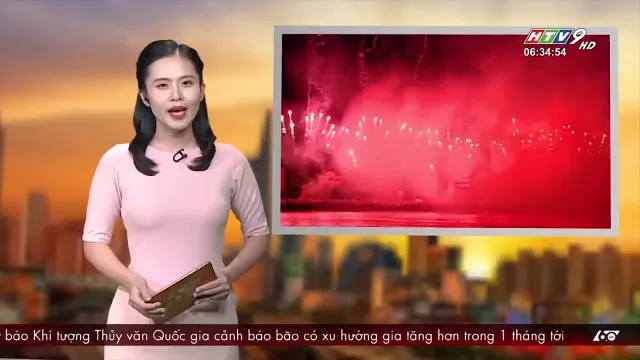 HTV9 HD
06:34:54
báo Khí tượng Thủy văn Quốc gia cảnh báo bão có xu hướng gia tăng hơn trong 1 tháng tới